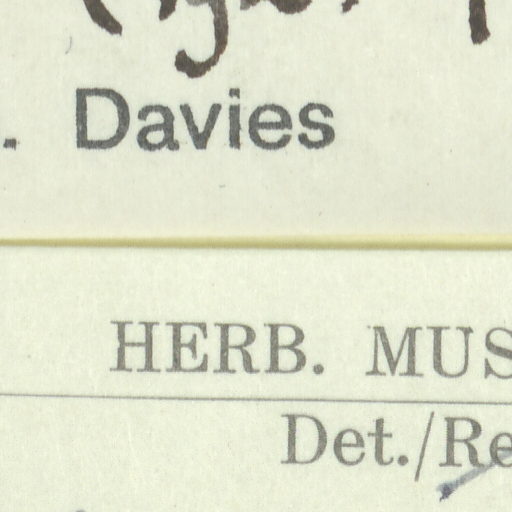 . Davies
HERB. MUS
Det./Re